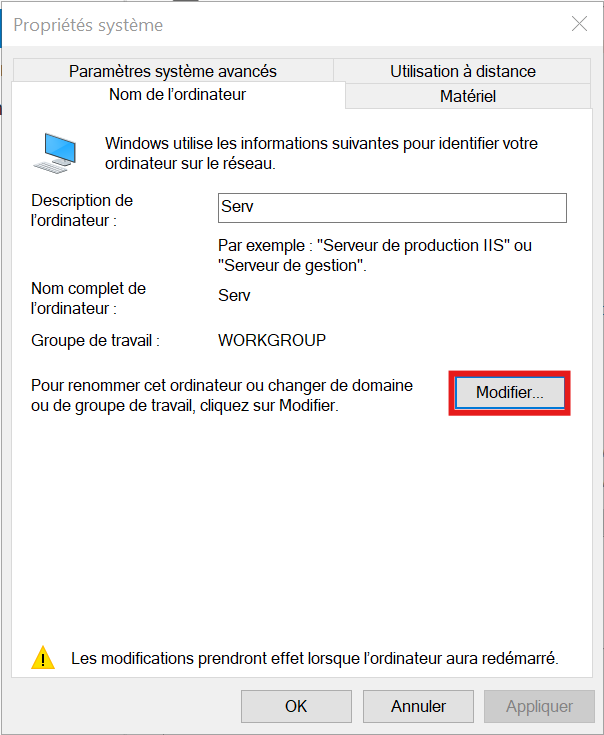 Propriétés système
Paramètres système avancés
Utilisation à distance
Nom de l'ordinateur
Matériel
Windows utilise les informations suivantes pour identifier votre
ordinateur sur le réseau.
Description de
l'ordinateur :
Serv
Par exemple : "Serveur de production IIS" ou
"Serveur de gestion".
Nom complet de
l'ordinateur :
Serv
Groupe de travail :
WORKGROUP
Pour renommer cet ordinateur ou changer de domaine
ou de groupe de travail, cliquez sur Modifier.
Modifier...
Les modifications prendront effet lorsque l'ordinateur aura redémarré.
OK
Annuler
Appliquer